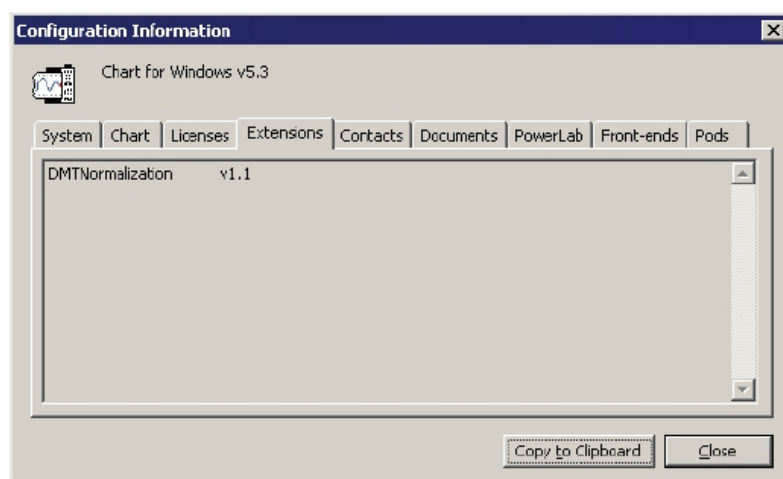 Configuration Information
Chart for Windows v5.3
System Chart Licenses Extensions Contacts Documents PowerLab Front-ends Pods
DMTNormalization v1.1
Copy to Clipboard Close